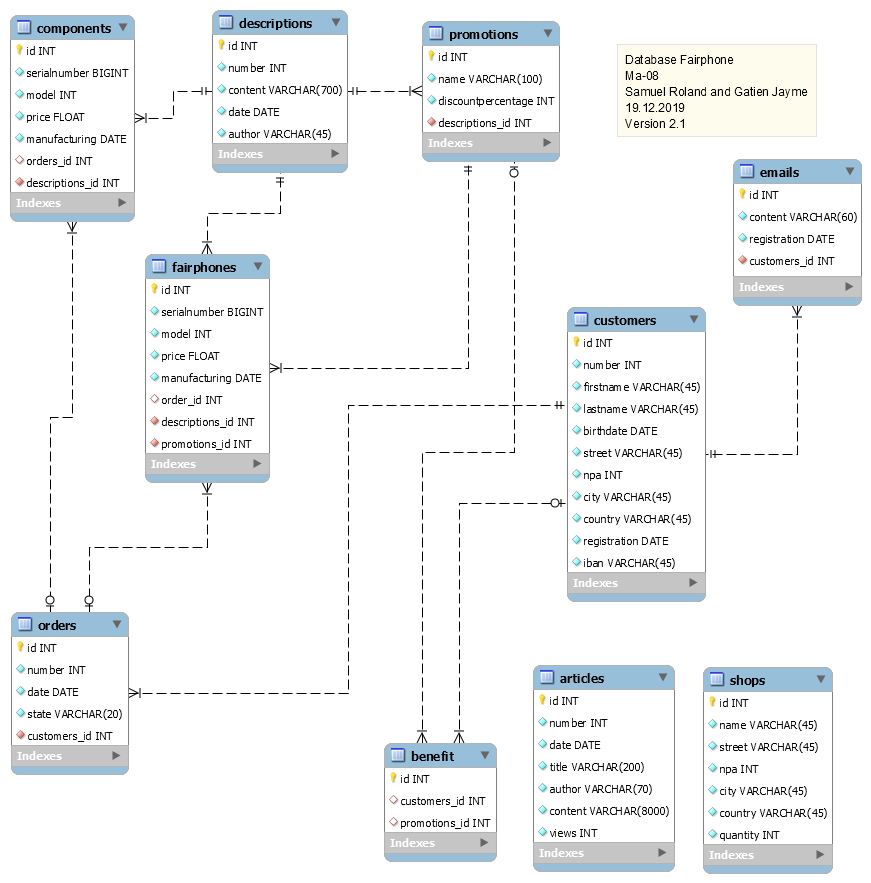 components
id INT
serialnumber BIGINT
model INT
price FLOAT
manufacturing DATE
orders_id INT
descriptions_id INT
Indexes
descriptions
id INT
number INT
content VARCHAR(700)
date DATE
author VARCHAR(45)
Indexes
promotions
id INT
name VARCHAR(100)
discountpercentage INT
descriptions_id INT
Indexes
Database Fairphone
Ma-08
Samuel Roland and Gatien Jayme
19.12.2019
Version 2.1
emails
id INT
content VARCHAR(60)
registration DATE
customers_id INT
Indexes
fairphones
id INT
serialnumber BIGINT
model INT
price FLOAT
manufacturing DATE
order_id INT
descriptions_id INT
promotions_id INT
Indexes
customers
id INT
number INT
firstname VARCHAR(45)
lastname VARCHAR(45)
birthdate DATE
street VARCHAR(45)
npa INT
city VARCHAR(45)
country VARCHAR(45)
registration DATE
iban VARCHAR(45)
Indexes
orders
id INT
number INT
date DATE
state VARCHAR(20)
customers_id INT
Indexes
benefit
id INT
customers_id INT
promotions_id INT
Indexes
articles
id INT
number INT
date DATE
title VARCHAR(200)
author VARCHAR(70)
content VARCHAR(8000)
views INT
Indexes
shops
id INT
name VARCHAR(45)
street VARCHAR(45)
npa INT
city VARCHAR(45)
country VARCHAR(45)
quantity INT
Indexes